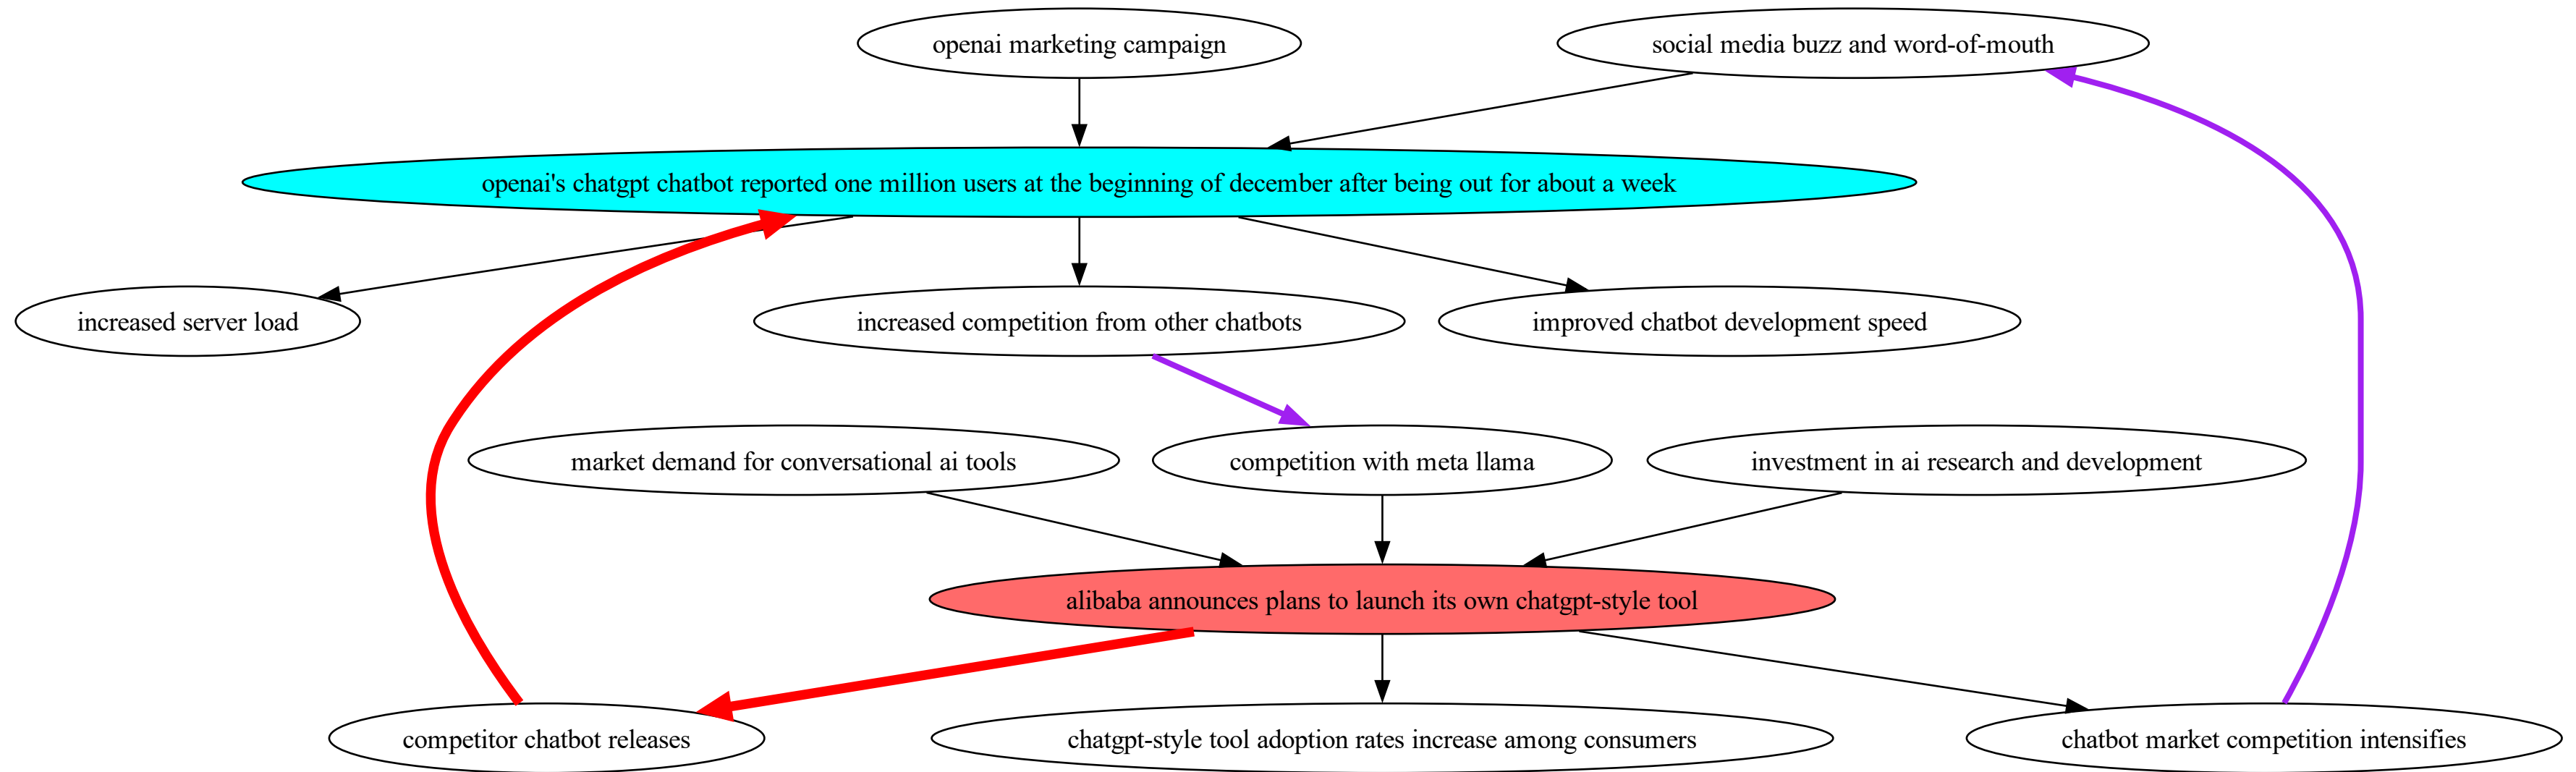 openai marketing campaign
social media buzz and word-of-mouth
openai's chatgpt chatbot reported one million users at the beginning of december after being out for about a week
increased server load
increased competition from other chatbots
improved chatbot development speed
market demand for conversational ai tools
competition with meta llama
investment in ai research and development
alibaba announces plans to launch its own chatgpt-style tool
competitor chatbot releases
chatgpt-style tool adoption rates increase among consumers
chatbot market competition intensifies